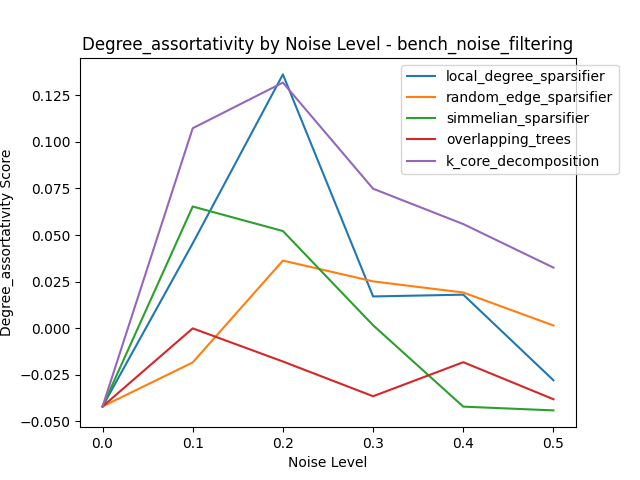 Degree_assortativity by Noise Level - bench_noise_filtering
local_degree_sparsifier
random_edge_sparsifier
simmelian_sparsifier
overlapping_trees
k_core_decomposition
Degree_assortativity Score
0.125
0.100
0.075
0.050
0.025
0.000
−0.025
−0.050
0.0 0.1 0.2 0.3 0.4 0.5
Noise Level